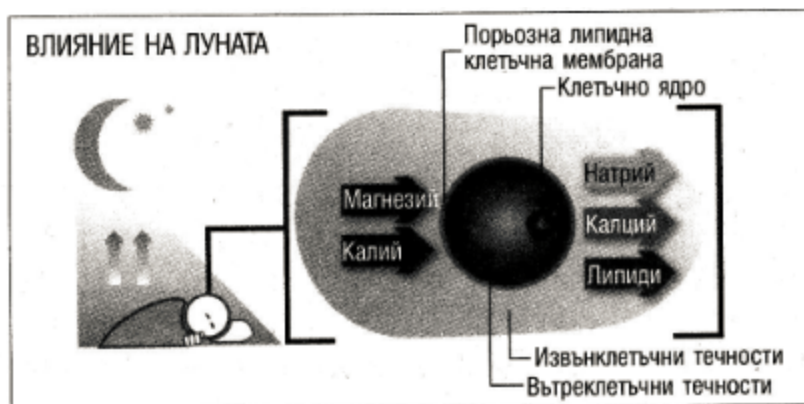 ВЛИЯНИЕ НА ЛУНАТА
Порьозна липидна
клетъчна мембрана
Клетъчно ядро
Магнезий
Калий
Натрий
Калций
Липиди
Извънклетъчни течности
Вътреклетъчни течности